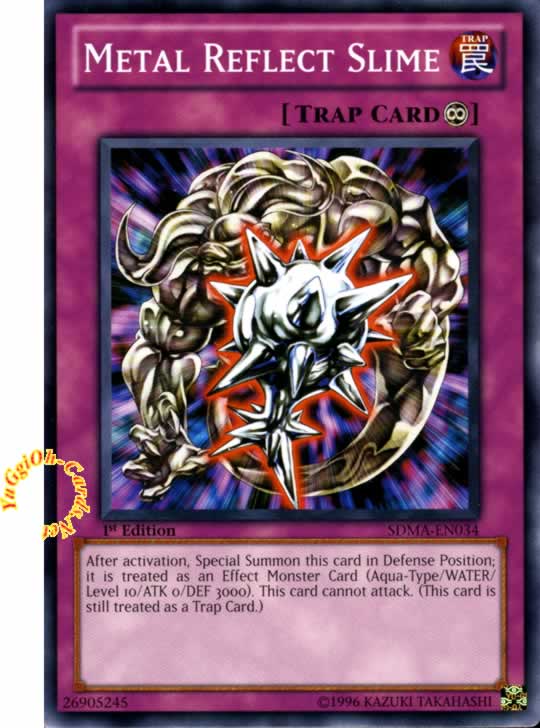 METAL REFLECT SLIME
TRAP
罠
[TRAP CARD]
YuGgiOh-Cards.Net
1st Edition
SDMA-EN034
After activation, Special Summon this card in Defense Position;
it is treated as an Effect Monster Card (Aqua-Type/WATER/
Level 10/ATK 0/DEF 3000). This card cannot attack. (This card is
still treated as a Trap Card.)
26905245
©1996 KAZUKI TAKAHASHI